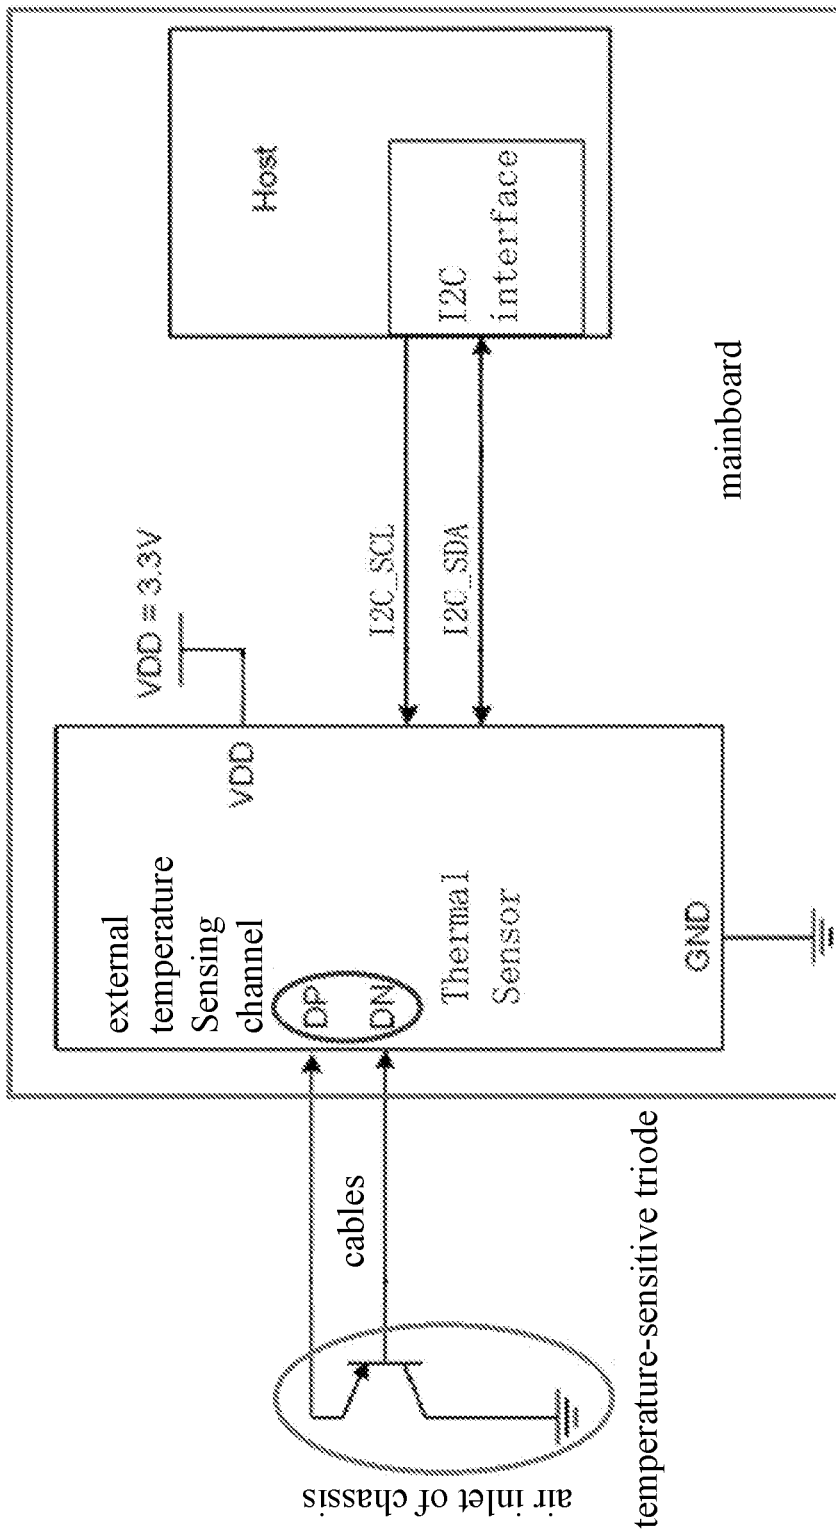 Host
I2C
interface
mainboard
VDD = 3.3V
I2C_SCL
I2C_SDA
VDD
external
temperature
Sensing
channel
DP
DN
Thermal
Sensor
GND
cables
temperature-sensitive triode
air inlet of chassis